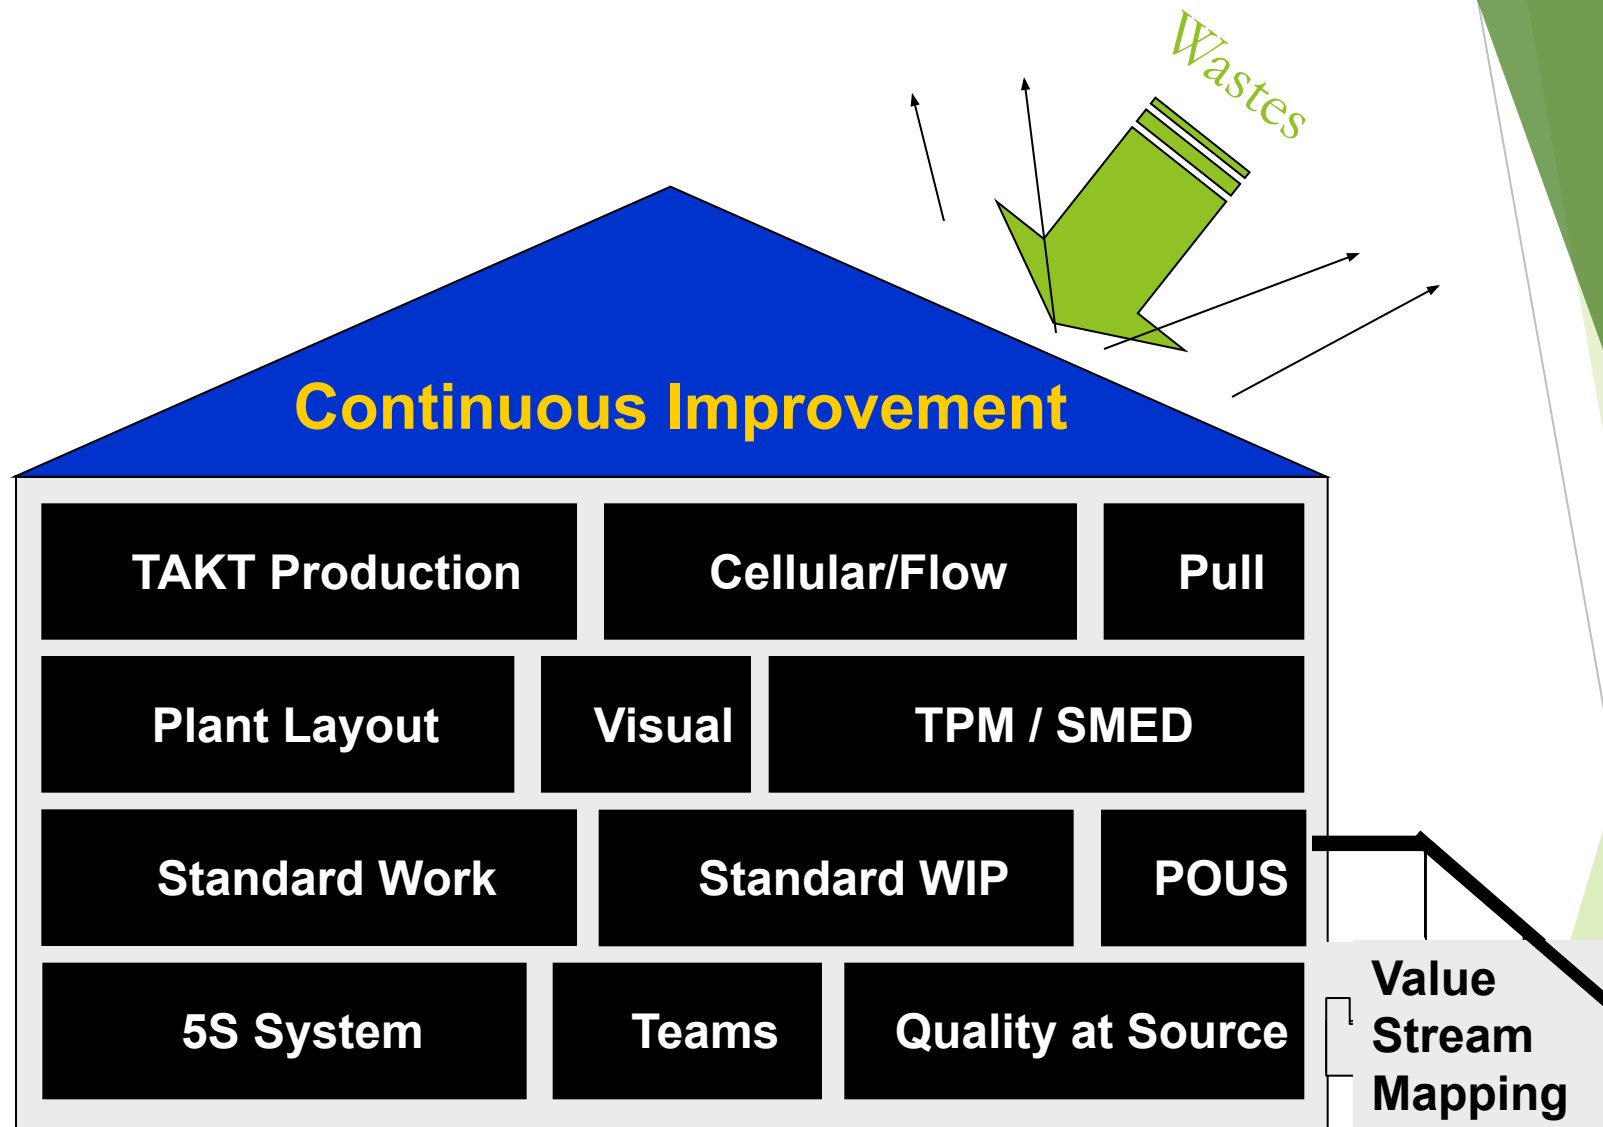 Wastes
Continuous Improvement
TAKT Production
Cellular/Flow
Pull
Plant Layout
Visual
TPM / SMED
Standard Work
Standard WIP
POUS
5S System
Teams
Quality at Source
Value
Stream
Mapping